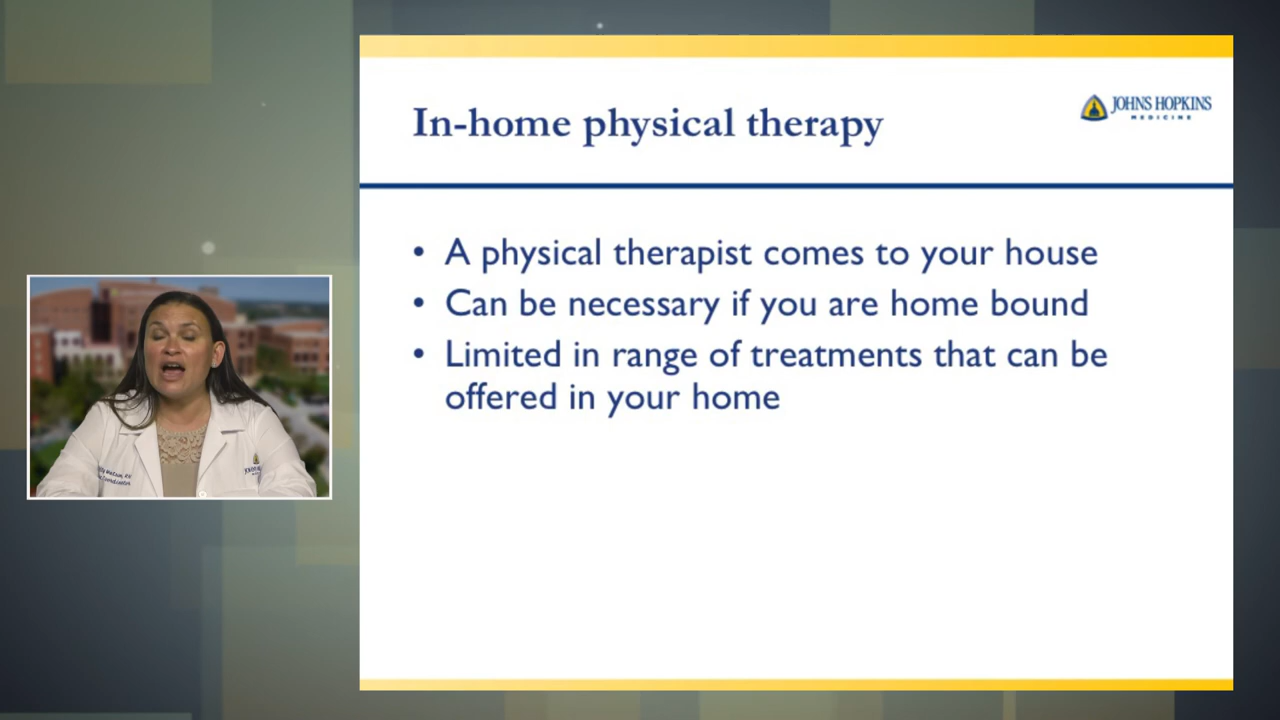 In-home physical therapy
JOHNS HOPKINS
MEDICINE
• A physical therapist comes to your house
• Can be necessary if you are home bound
• Limited in range of treatments that can be
offered in your home